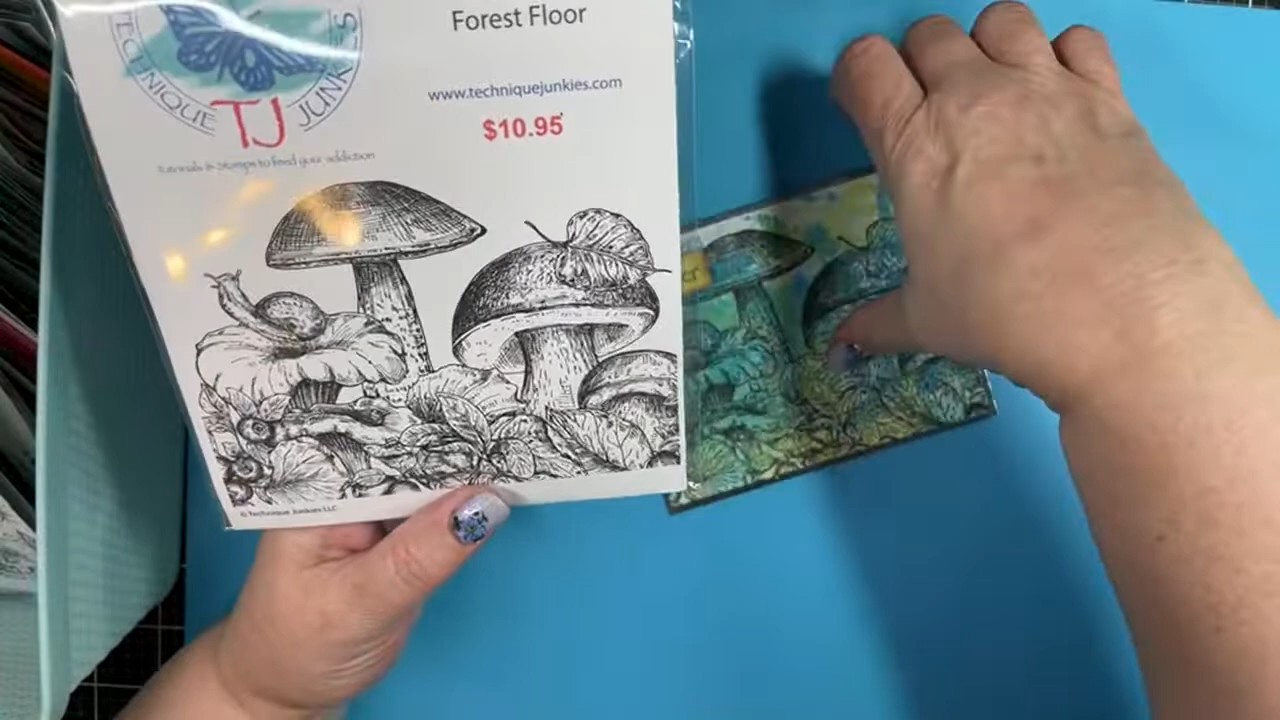 TECHNIQUE JUNKIES
TJ
tutorials & stamps to feed your addiction
Forest Floor
www.techniquejunkies.com
$10.95
© Technique Junkies LLC